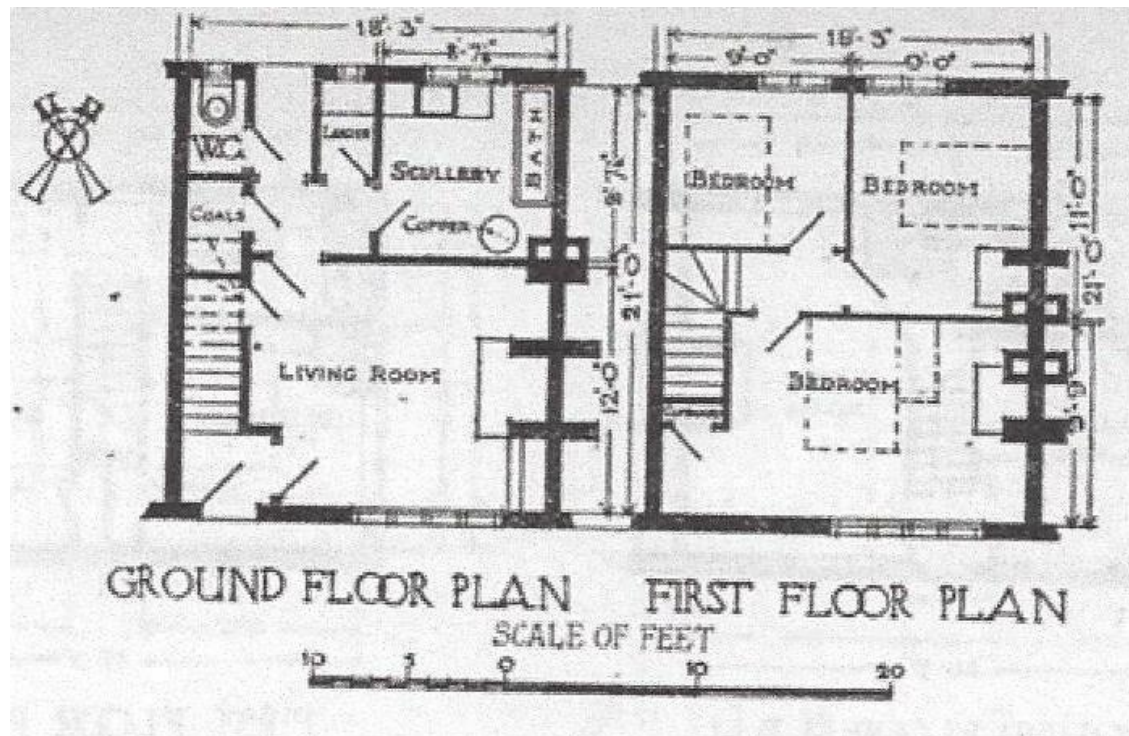 18'-3"
8'-7½"
W.C.
LARDER
SCULLERY
BATH
COALS
COPPER
8'-7½"
21'-0"
LIVING ROOM
12'-0"
GROUND FLOOR PLAN
18'-3"
9'-0"
BEDROOM
BEDROOM
11'-0"
21'-0"
BEDROOM
FIRST FLOOR PLAN
SCALE OF FEET
10 5 0 10 20